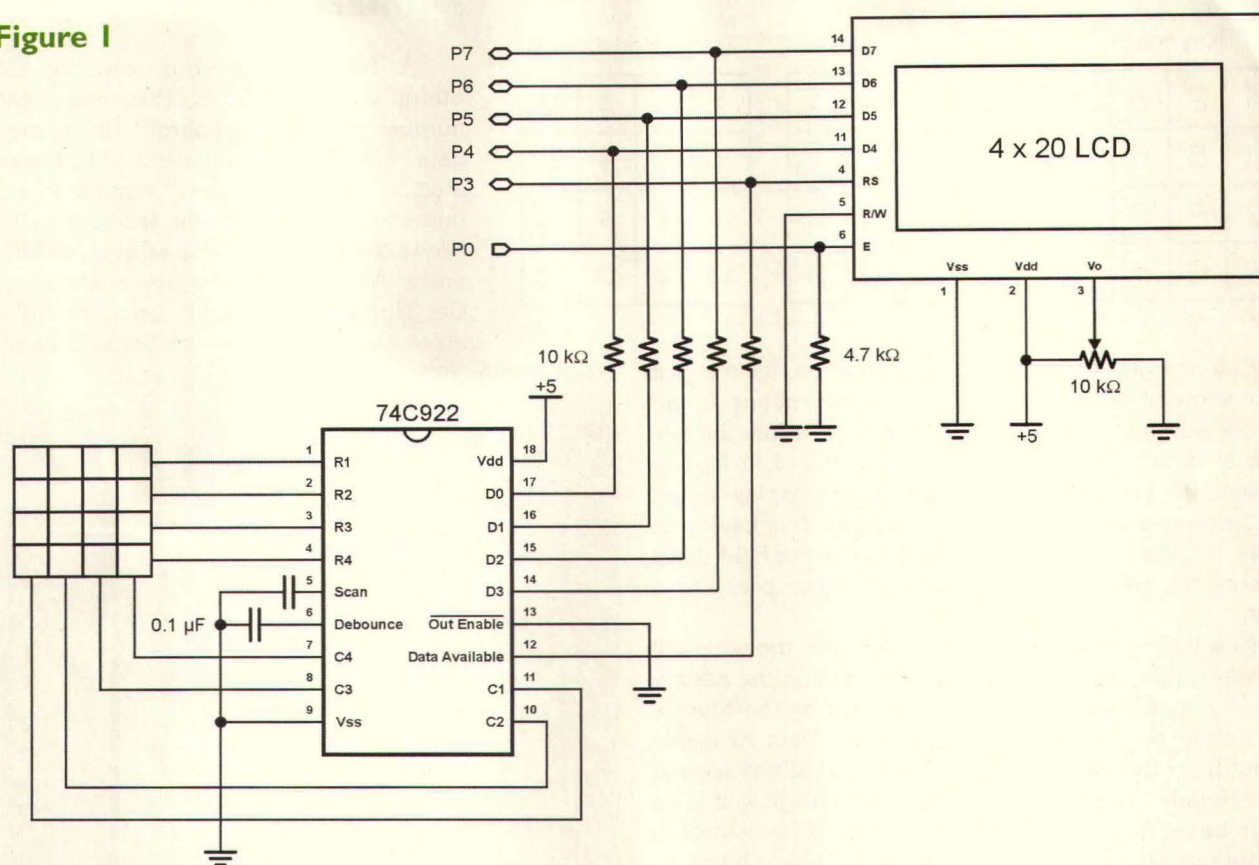 Figure 1
P7
P6
P5
P4
P3
P0
14 D7
13 D6
12 D5
11 D4
4 RS
5 R/W
6 E
4 x 20 LCD
Vss Vdd Vo
1 2 3
10 kΩ
4.7 kΩ
10 kΩ
+5
+5
74C922
1 R1
2 R2
3 R3
4 R4
5 Scan
6 Debounce
7 C4
8 C3
9 Vss
0.1 µF
Vdd 18
D0 17
D1 16
D2 15
D3 14
Out Enable 13
Data Available 12
C1 11
C2 10